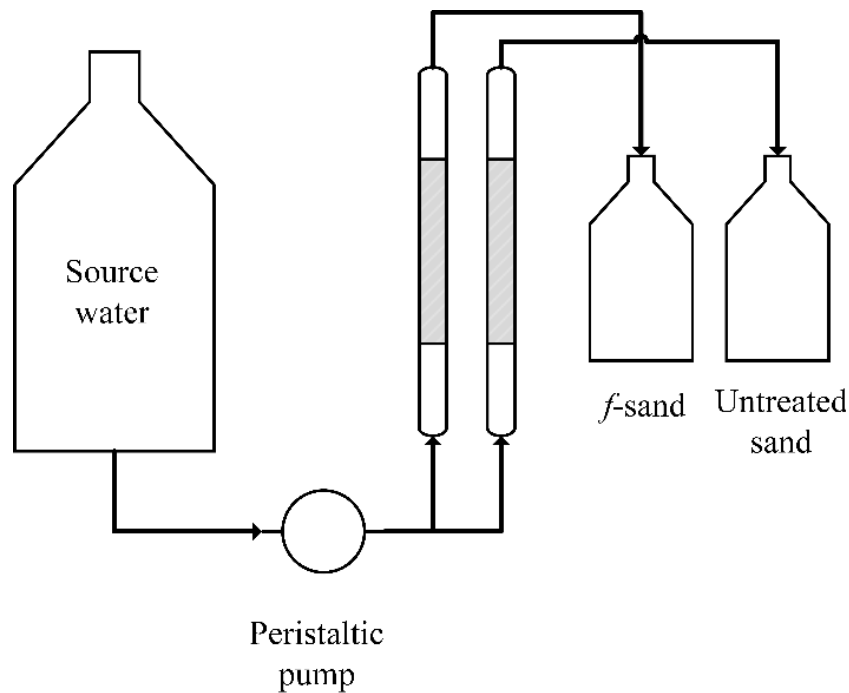 Source
water
f-sand
Untreated
sand
Peristaltic
pump